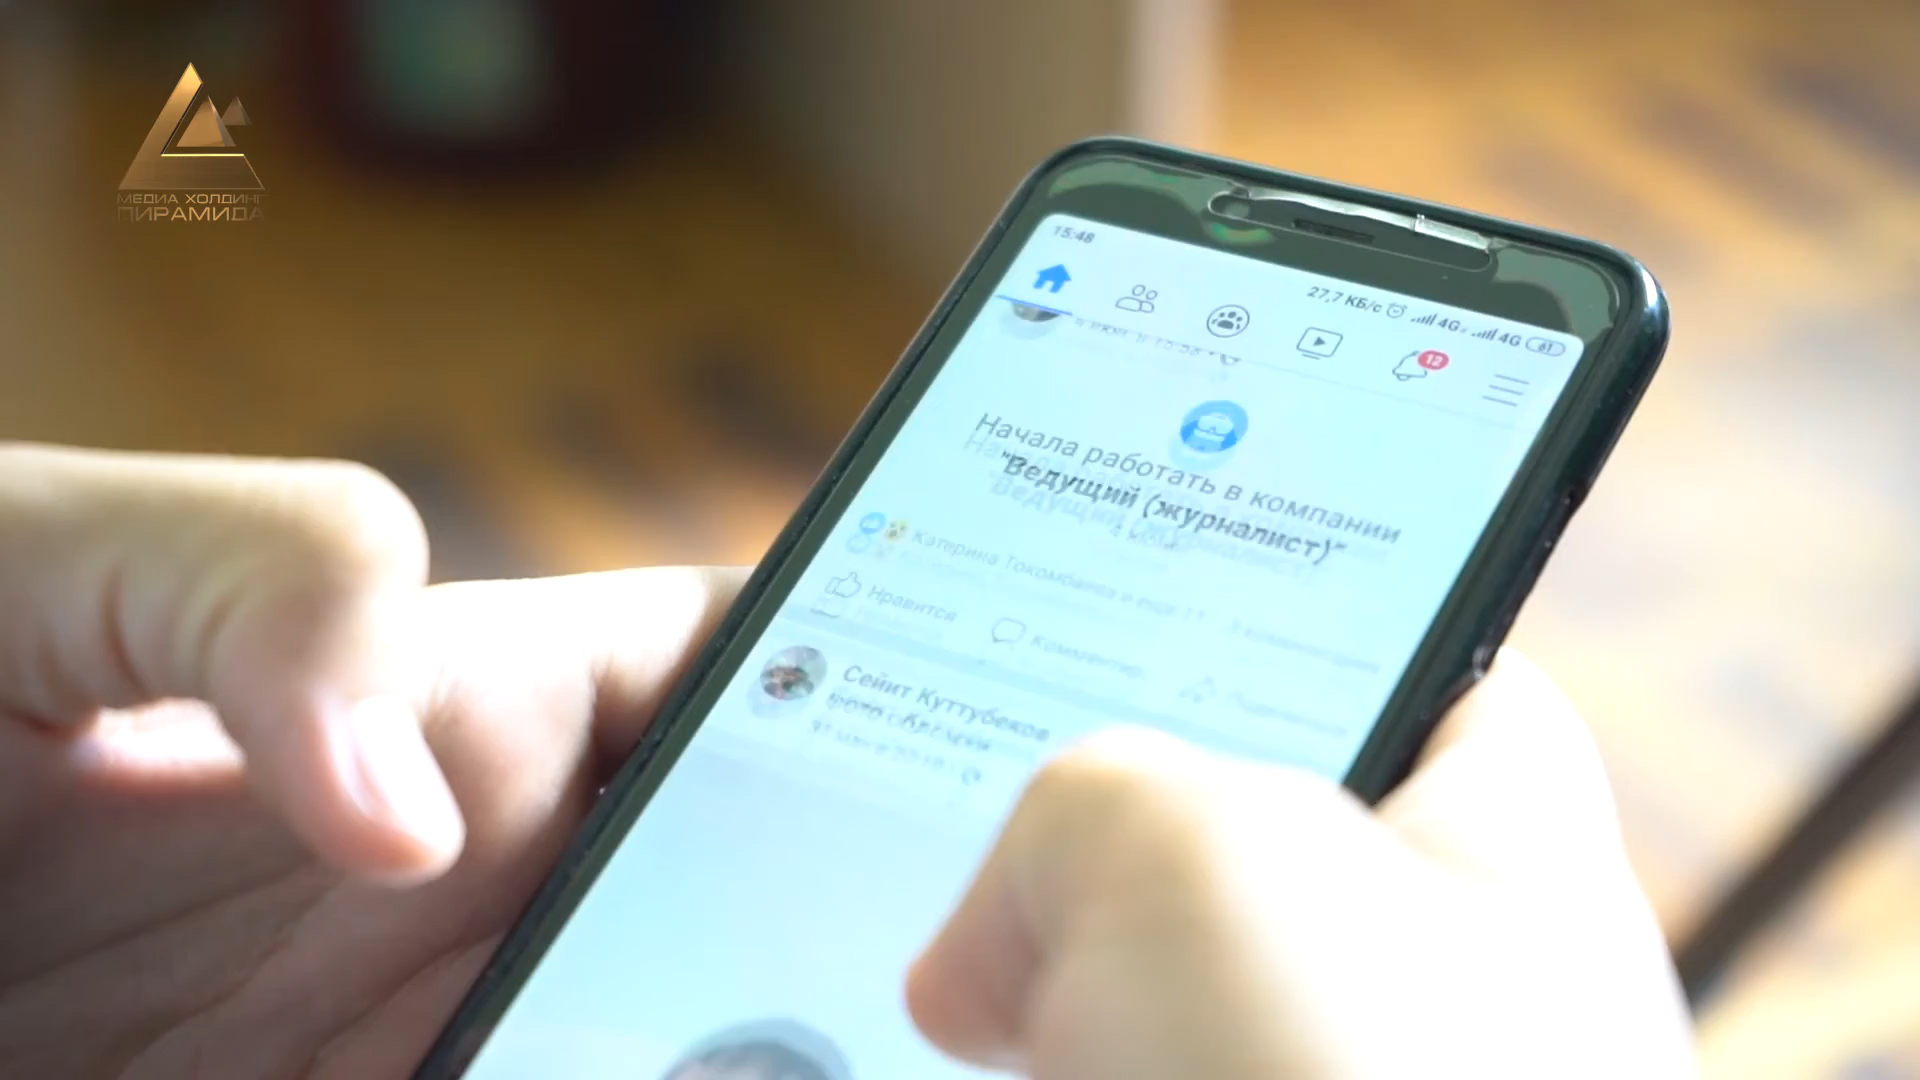 МЕДИА ХОЛДИНГ
ПИРАМИДА
15:48
27,7 КБ/с 4G 4G 61
12
Начала работать в компании
"Ведущий (журналист)"
Катерина Токомбаева и еще 11
Нравится
Комментир
Сейит Куттубеков